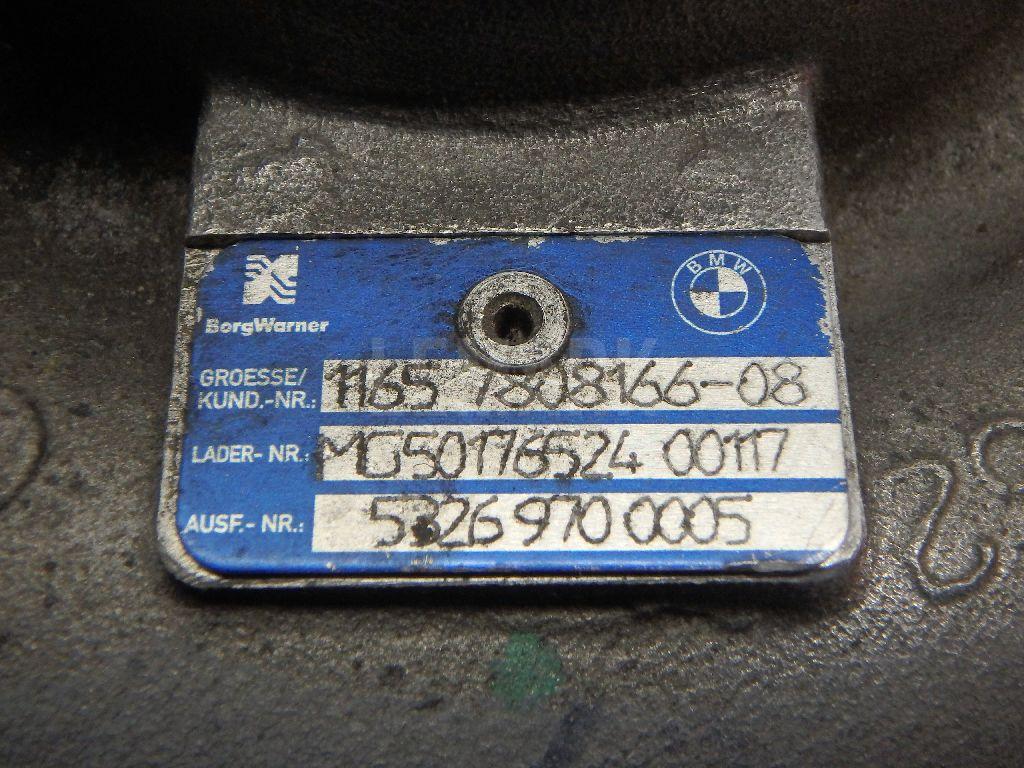 BorgWarner
BMW
GROESSE/
KUND.-NR.: 1165 7808166-08
LADER- NR.: MG50176524 00117
AUSF.- NR.: 5326 970 0005